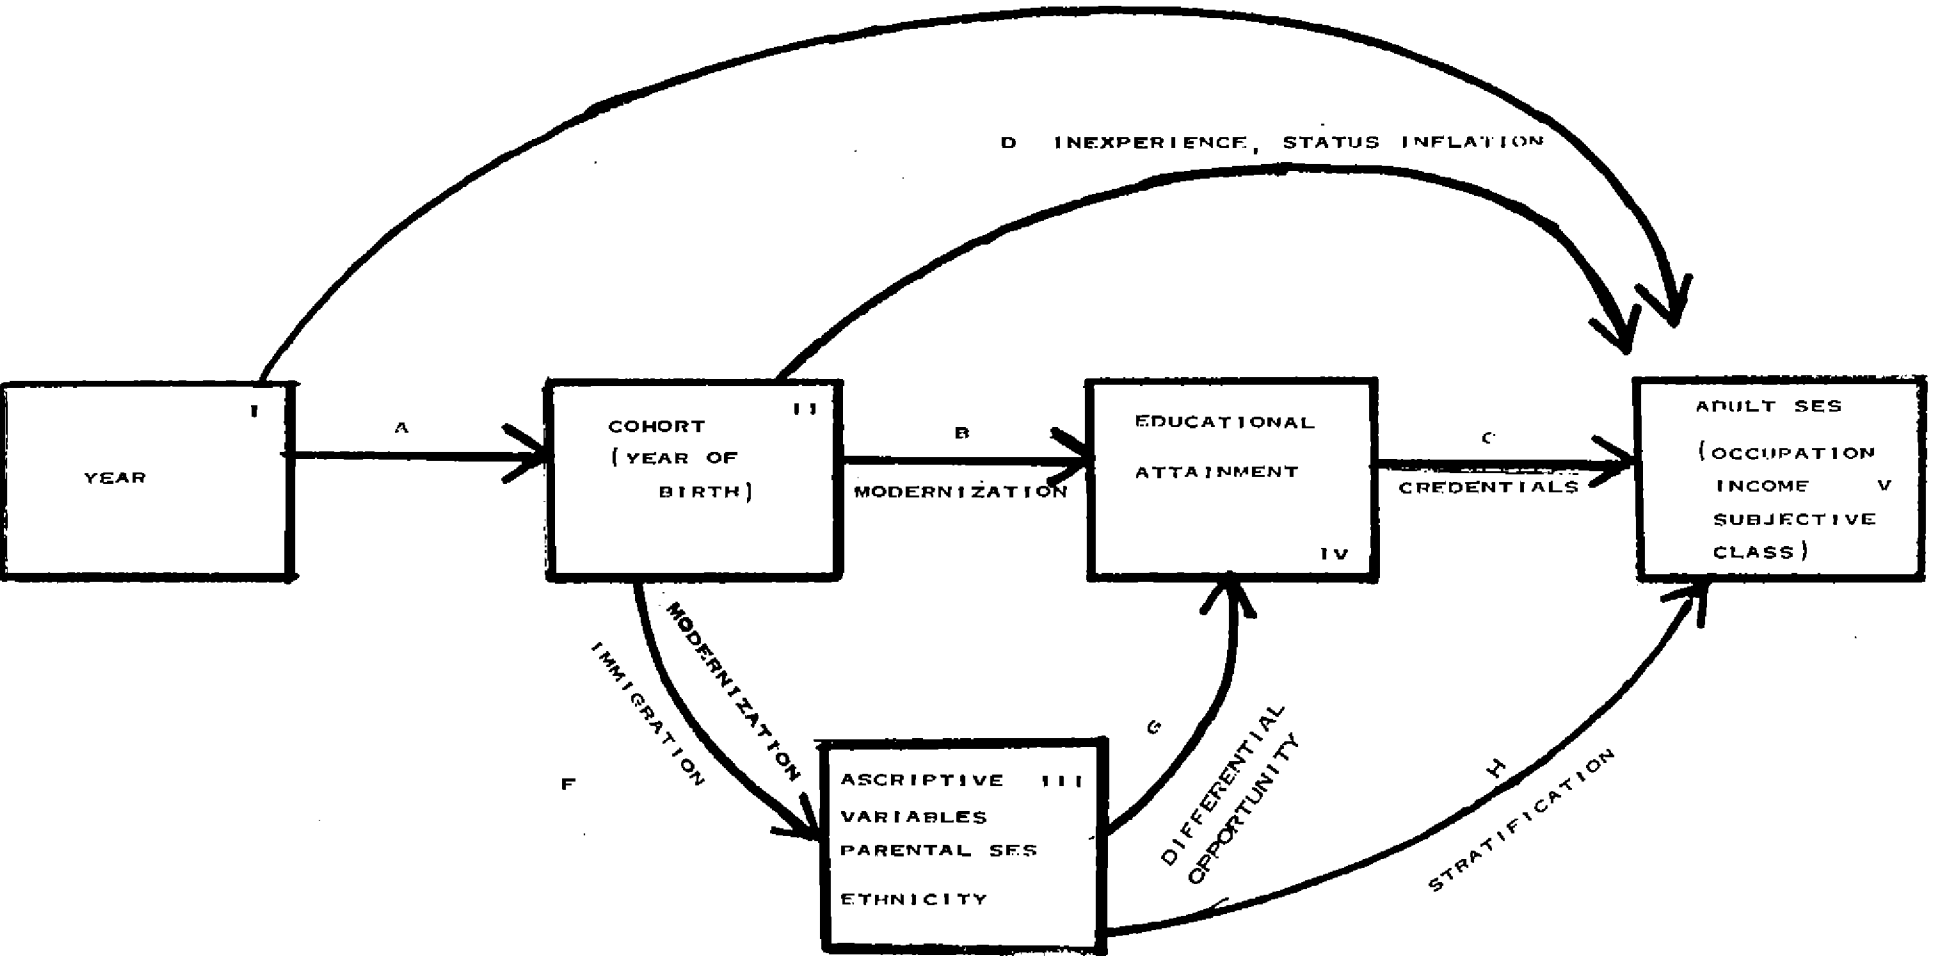 D INEXPERIENCE, STATUS INFLATION
I
YEAR
A
II
COHORT
(YEAR OF
BIRTH)
B
MODERNIZATION
EDUCATIONAL
ATTAINMENT
IV
C
CREDENTIALS
ADULT SES
(OCCUPATION
INCOME V
SUBJECTIVE
CLASS)
MODERNIZATION
IMMIGRATION
F
ASCRIPTIVE III
VARIABLES
PARENTAL SES
ETHNICITY
G
DIFFERENTIAL
OPPORTUNITY
H
STRATIFICATION